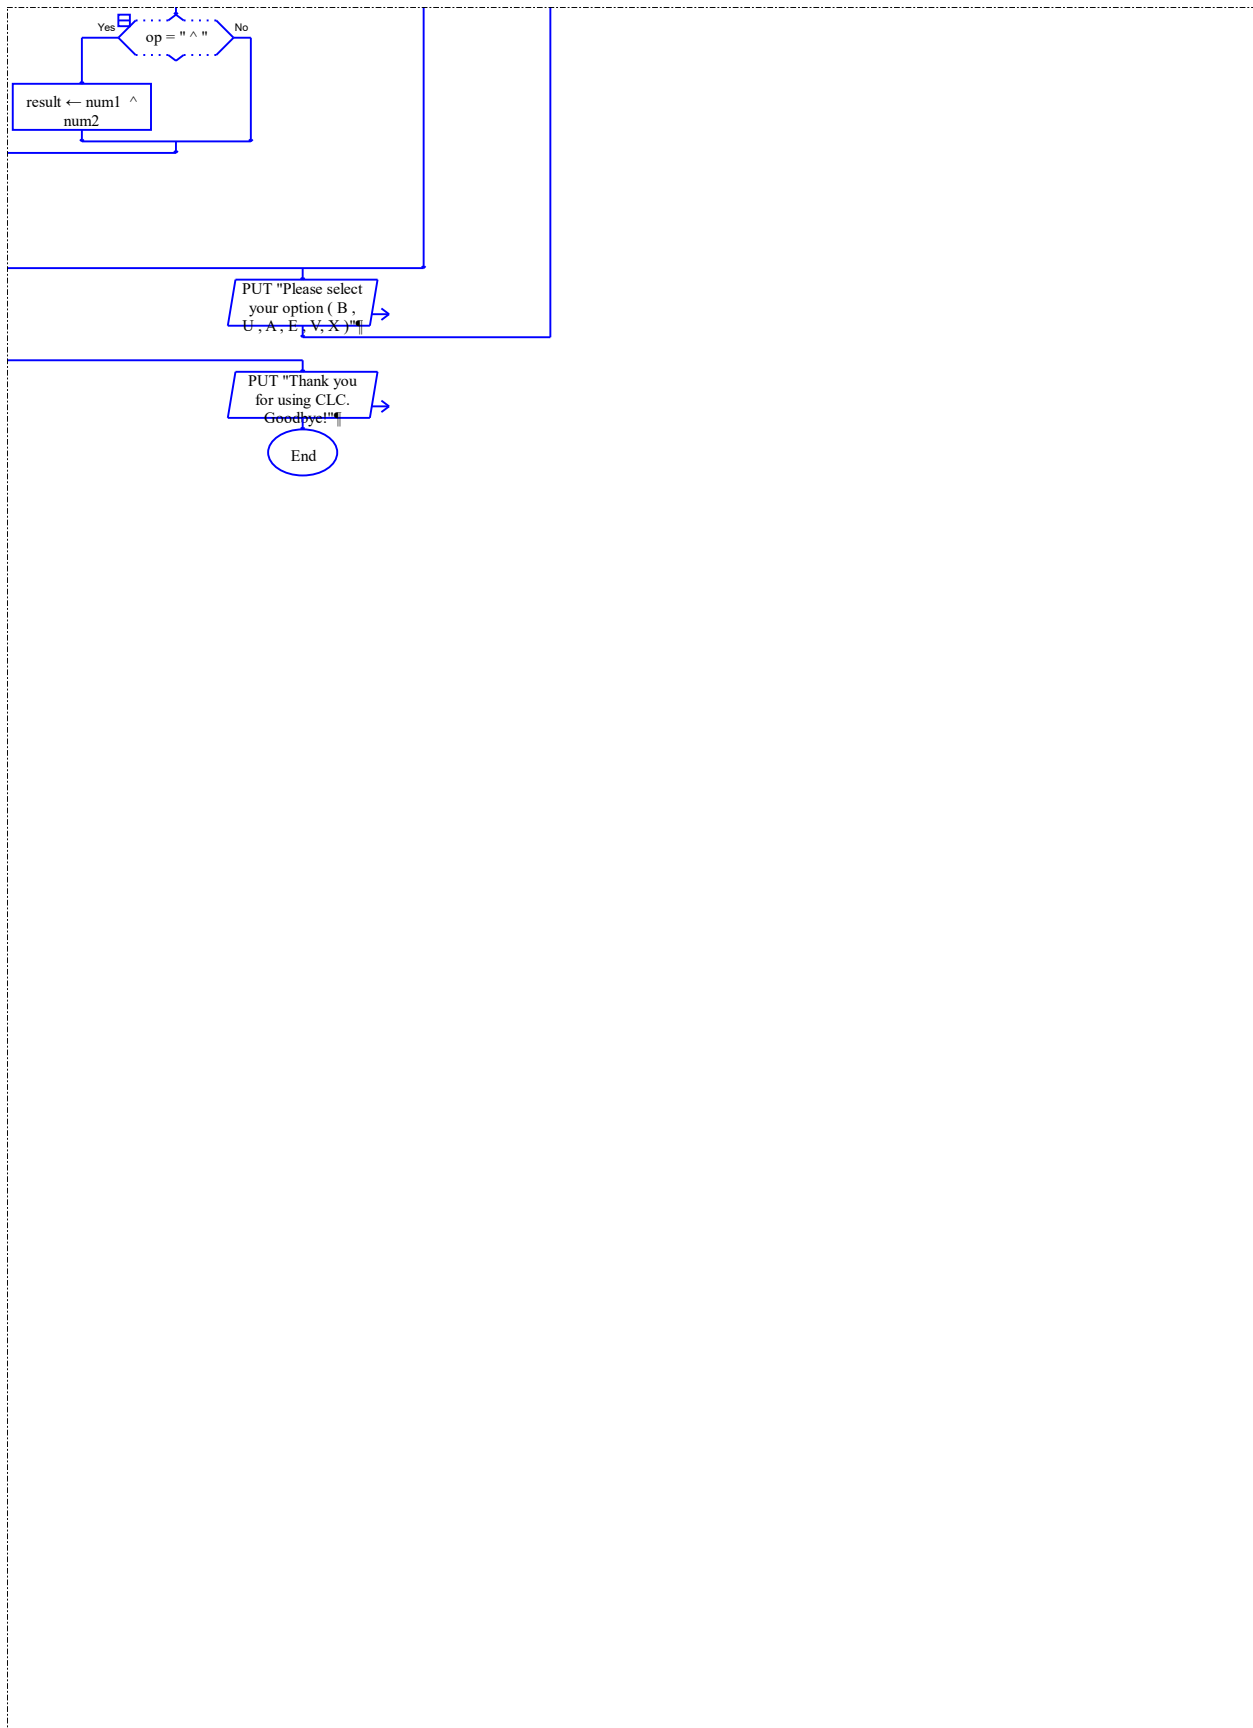 Yes
No
op = " ^ "
result ← num1 ^
num2
PUT "Please select
your option ( B ,
U , A , E , V, X )"¶
PUT "Thank you
for using CLC.
Goodbye!"¶
End